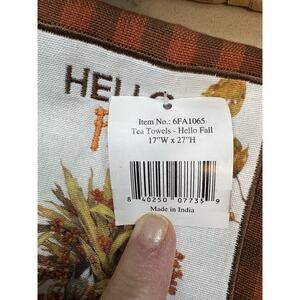 HELLO
Item No.: 6FA1065
Tea Towels - Hello Fall
17"W x 27"H
8 40250 07735 9
Made in India